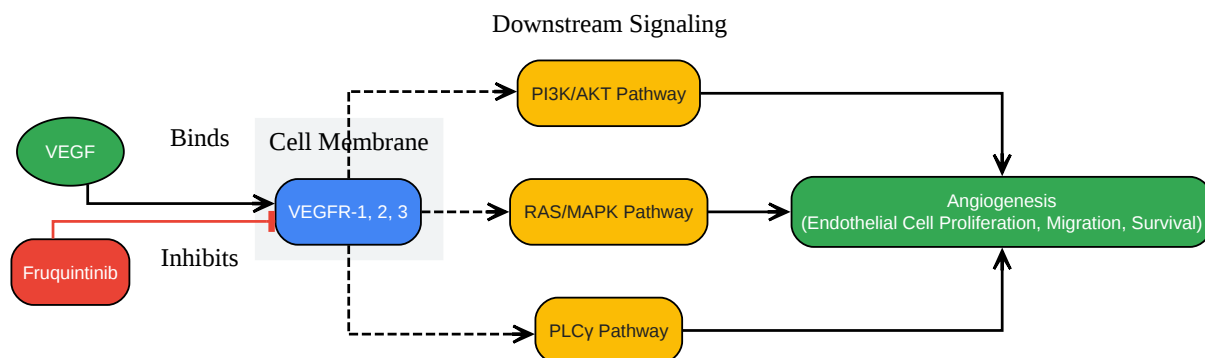 Downstream Signaling
PI3K/AKT Pathway
Binds
Cell Membrane
VEGF
VEGFR-1, 2, 3
RAS/MAPK Pathway
Angiogenesis
(Endothelial Cell Proliferation, Migration, Survival)
Inhibits
Fruquintinib
PLCγ Pathway